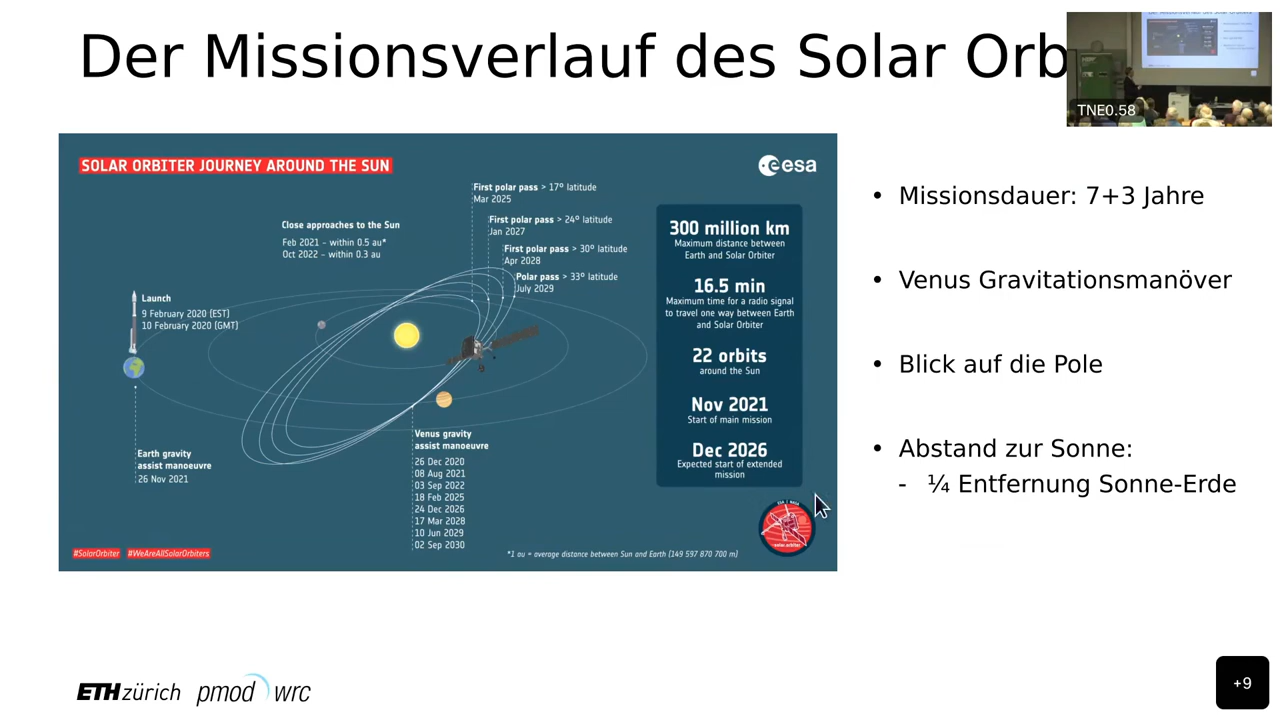 Der Missionsverlauf des Solar Orb
TNE0.58
SOLAR ORBITER JOURNEY AROUND THE SUN
esa
First polar pass > 17º latitude
Mar 2025
First polar pass > 24º latitude
Jan 2027
First polar pass > 30º latitude
Apr 2028
Polar pass > 33º latitude
July 2029
Close approaches to the Sun
Feb 2021 - within 0.5 au*
Oct 2022 - within 0.3 au
Launch
9 February 2020 (EST)
10 February 2020 (GMT)
Earth gravity
assist manoeuvre
26 Nov 2021
Venus gravity
assist manoeuvre
26 Dec 2020
08 Aug 2021
03 Sep 2022
18 Feb 2025
24 Dec 2026
17 Mar 2028
10 Jun 2029
02 Sep 2030
300 million km
Maximum distance between
Earth and Solar Orbiter
16.5 min
Maximum time for a radio signal
to travel one way between Earth
and Solar Orbiter
22 orbits
around the Sun
Nov 2021
Start of main mission
Dec 2026
Expected start of extended
mission
solar orbiter
#SolarOrbiter #WeAreAllSolarOrbiters
*1 au = average distance between Sun and Earth (149 597 870 700 m)
• Missionsdauer: 7+3 Jahre
• Venus Gravitationsmanöver
• Blick auf die Pole
• Abstand zur Sonne:
- ¼ Entfernung Sonne-Erde
ETH zürich pmod wrc
+9